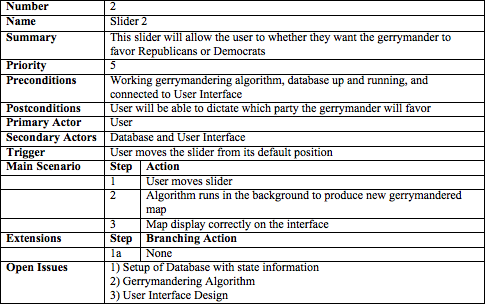 Number 2
Name Slider 2
Summary This slider will allow the user to whether they want the gerrymander to
favor Republicans or Democrats
Priority 5
Preconditions Working gerrymandering algorithm, database up and running, and
connected to User Interface
Postconditions User will be able to dictate which party the gerrymander will favor
Primary Actor User
Secondary Actors Database and User Interface
Trigger User moves the slider from its default position
Main Scenario Step Action
1 User moves slider
2 Algorithm runs in the background to produce new gerrymandered
map
3 Map display correctly on the interface
Extensions Step Branching Action
1a None
Open Issues 1) Setup of Database with state information
2) Gerrymandering Algorithm
3) User Interface Design